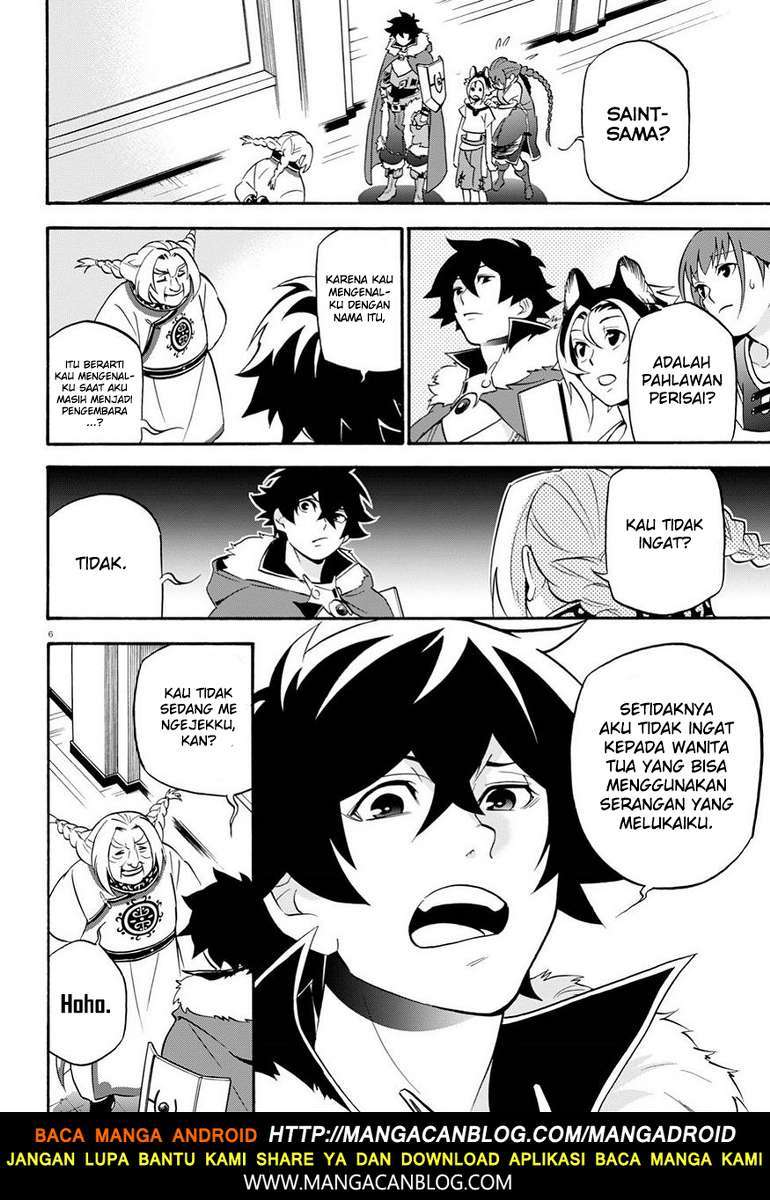 SAINT-
SAMA?
ADALAH
PAHLAWAN
PERISAI?
KARENA KAU
MENGENAL-
KU DENGAN
NAMA ITU,
ITU BERARTI
KAU MENGENAL-
KU SAAT AKU
MASIH MENJADI
PENGEMBARA
...?
KAU TIDAK
INGAT?
TIDAK.
6
SETIDAKNYA
AKU TIDAK INGAT
KEPADA WANITA
TUA YANG BISA
MENGGUNAKAN
SERANGAN YANG
MELUKAIKU.
KAU TIDAK
SEDANG ME
NGEJEKKU,
KAN?
Hoho.
BACA MANGA ANDROID HTTP://MANGACANBLOG.COM/MANGADROID
JANGAN LUPA BANTU KAMI SHARE YA DAN DOWNLOAD APLIKASI BACA MANGA KAMI
WWW.MANGACANBLOG.COM